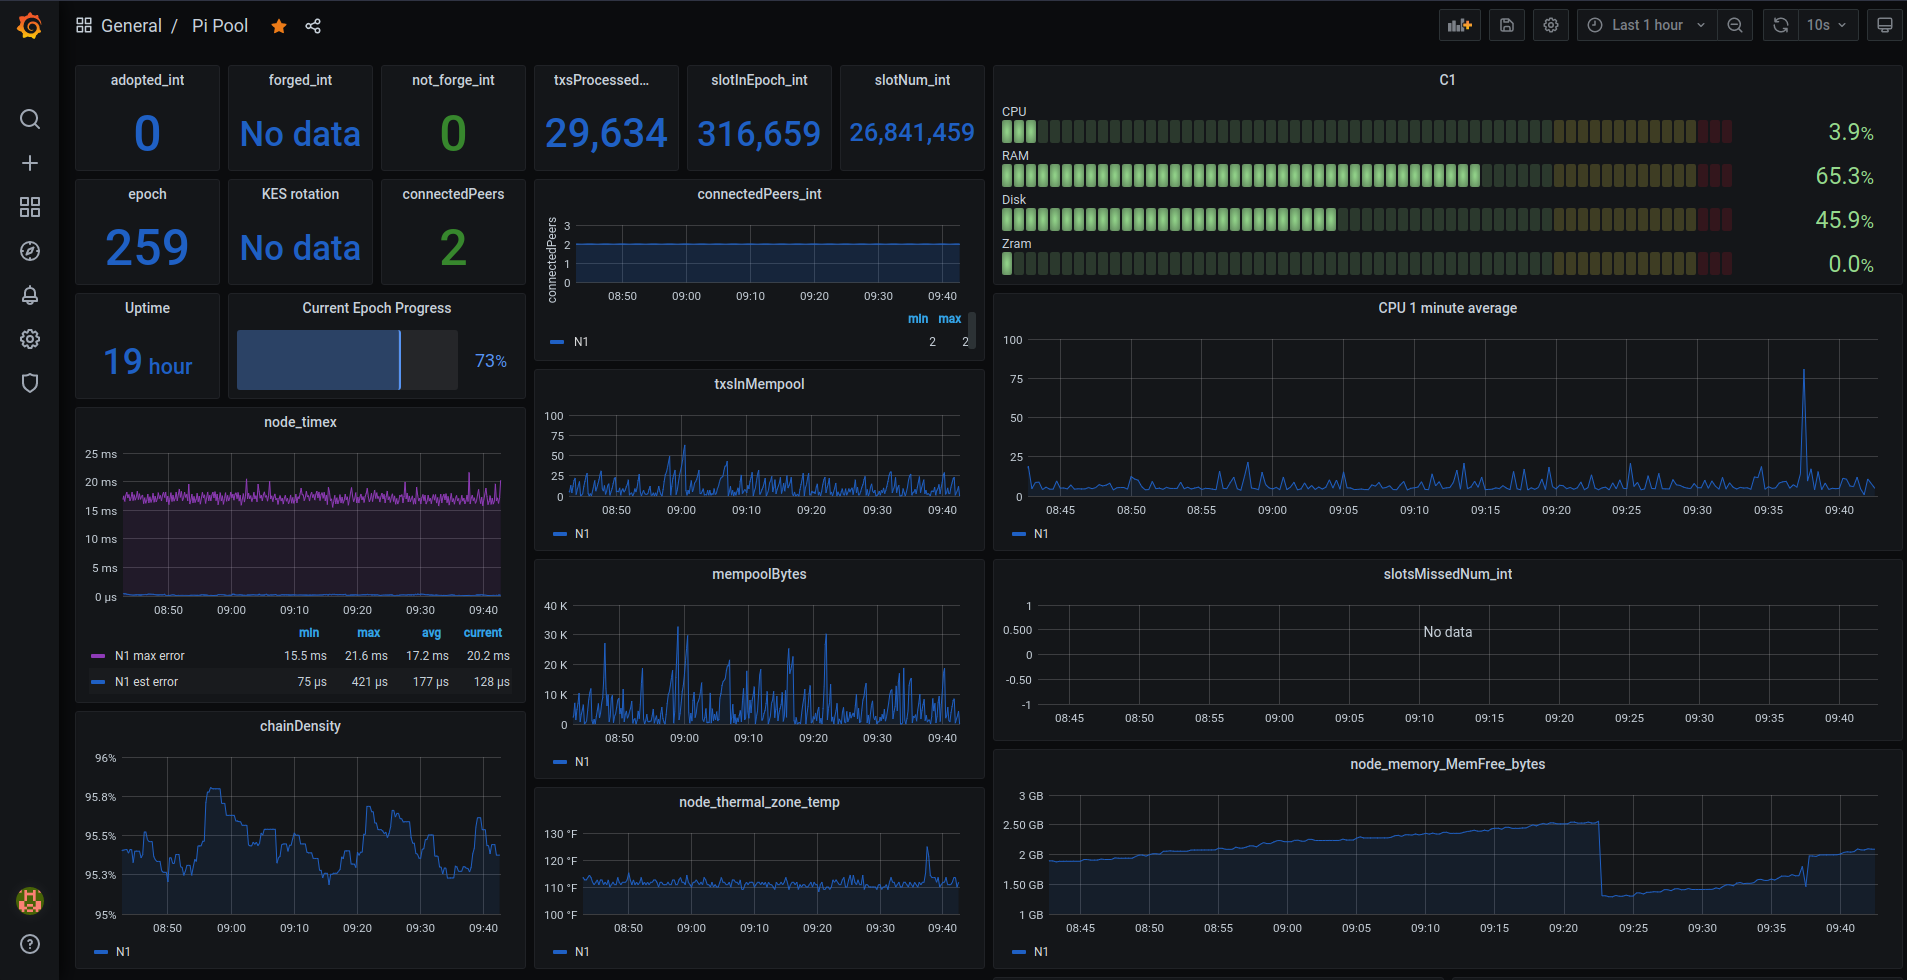 General / Pi Pool
Last 1 hour
10s
adopted_int
0
forged_int
No data
not_forge_int
0
txsProcessed...
29,634
slotInEpoch_int
316,659
slotNum_int
26,841,459
epoch
259
KES rotation
No data
connectedPeers
2
Uptime
19 hour
Current Epoch Progress
73%
node_timex
25 ms
20 ms
15 ms
10 ms
5 ms
0 µs
08:50 09:00 09:10 09:20 09:30 09:40
min max avg current
N1 max error 15.5 ms 21.6 ms 17.2 ms 20.2 ms
N1 est error 75 µs 421 µs 177 µs 128 µs
chainDensity
96%
95.8%
95.5%
95.3%
95%
08:50 09:00 09:10 09:20 09:30 09:40
N1
connectedPeers_int
connectedPeers
3
2
1
0
08:50 09:00 09:10 09:20 09:30 09:40
min max
N1 2 2
txsInMempool
100
75
50
25
0
08:50 09:00 09:10 09:20 09:30 09:40
N1
mempoolBytes
40 K
30 K
20 K
10 K
0
08:50 09:00 09:10 09:20 09:30 09:40
N1
node_thermal_zone_temp
130 °F
120 °F
110 °F
100 °F
08:50 09:00 09:10 09:20 09:30 09:40
N1
C1
CPU
3.9%
RAM
65.3%
Disk
45.9%
Zram
0.0%
CPU 1 minute average
100
75
50
25
0
08:45 08:50 08:55 09:00 09:05 09:10 09:15 09:20 09:25 09:30 09:35 09:40
N1
slotsMissedNum_int
1
0.500
0
-0.50
-1
No data
08:45 08:50 08:55 09:00 09:05 09:10 09:15 09:20 09:25 09:30 09:35 09:40
node_memory_MemFree_bytes
3 GB
2.50 GB
2 GB
1.50 GB
1 GB
08:45 08:50 08:55 09:00 09:05 09:10 09:15 09:20 09:25 09:30 09:35 09:40
N1